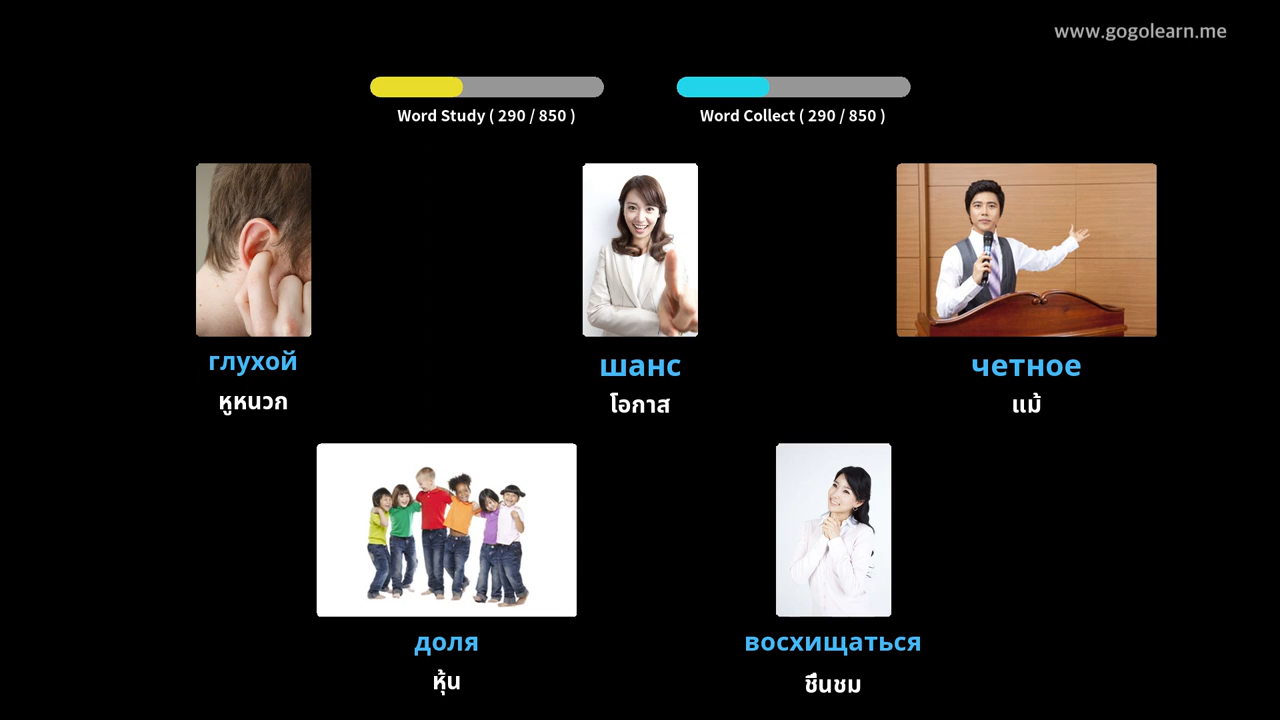 www.gogolearn.me
Word Study ( 290 / 850 )
Word Collect ( 290 / 850 )
глухой
หูหนวก
шанс
โอกาส
четное
แม้
доля
หุ้น
восхищаться
ชื่นชม